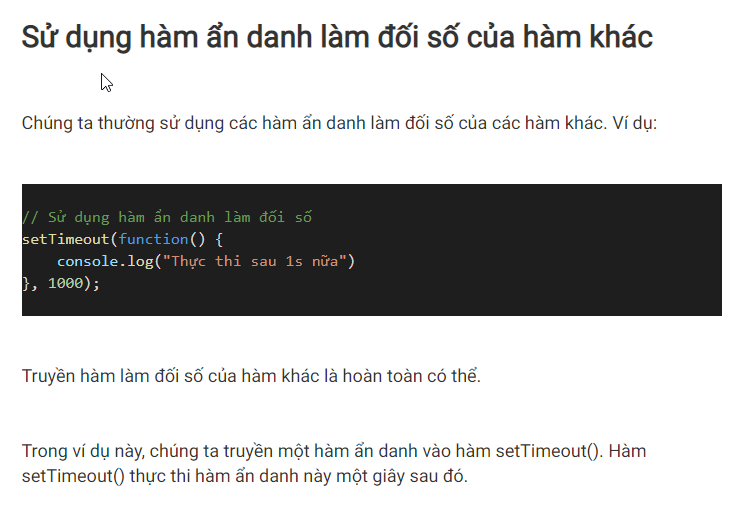 Sử dụng hàm ẩn danh làm đối số của hàm khác
Chúng ta thường sử dụng các hàm ẩn danh làm đối số của các hàm khác. Ví dụ:
// Sử dụng hàm ẩn danh làm đối số
setTimeout(function() {
    console.log("Thực thi sau 1s nữa")
}, 1000);
Truyền hàm làm đối số của hàm khác là hoàn toàn có thể.
Trong ví dụ này, chúng ta truyền một hàm ẩn danh vào hàm setTimeout(). Hàm
setTimeout() thực thi hàm ẩn danh này một giây sau đó.